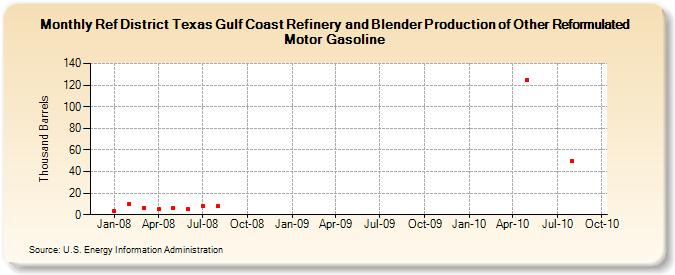 Monthly Ref District Texas Gulf Coast Refinery and Blender Production of Other Reformulated
Motor Gasoline
Thousand Barrels
140
120
100
80
60
40
20
0
Jan-08 Apr-08 Jul-08 Oct-08 Jan-09 Apr-09 Jul-09 Oct-09 Jan-10 Apr-10 Jul-10 Oct-10
Source: U.S. Energy Information Administration